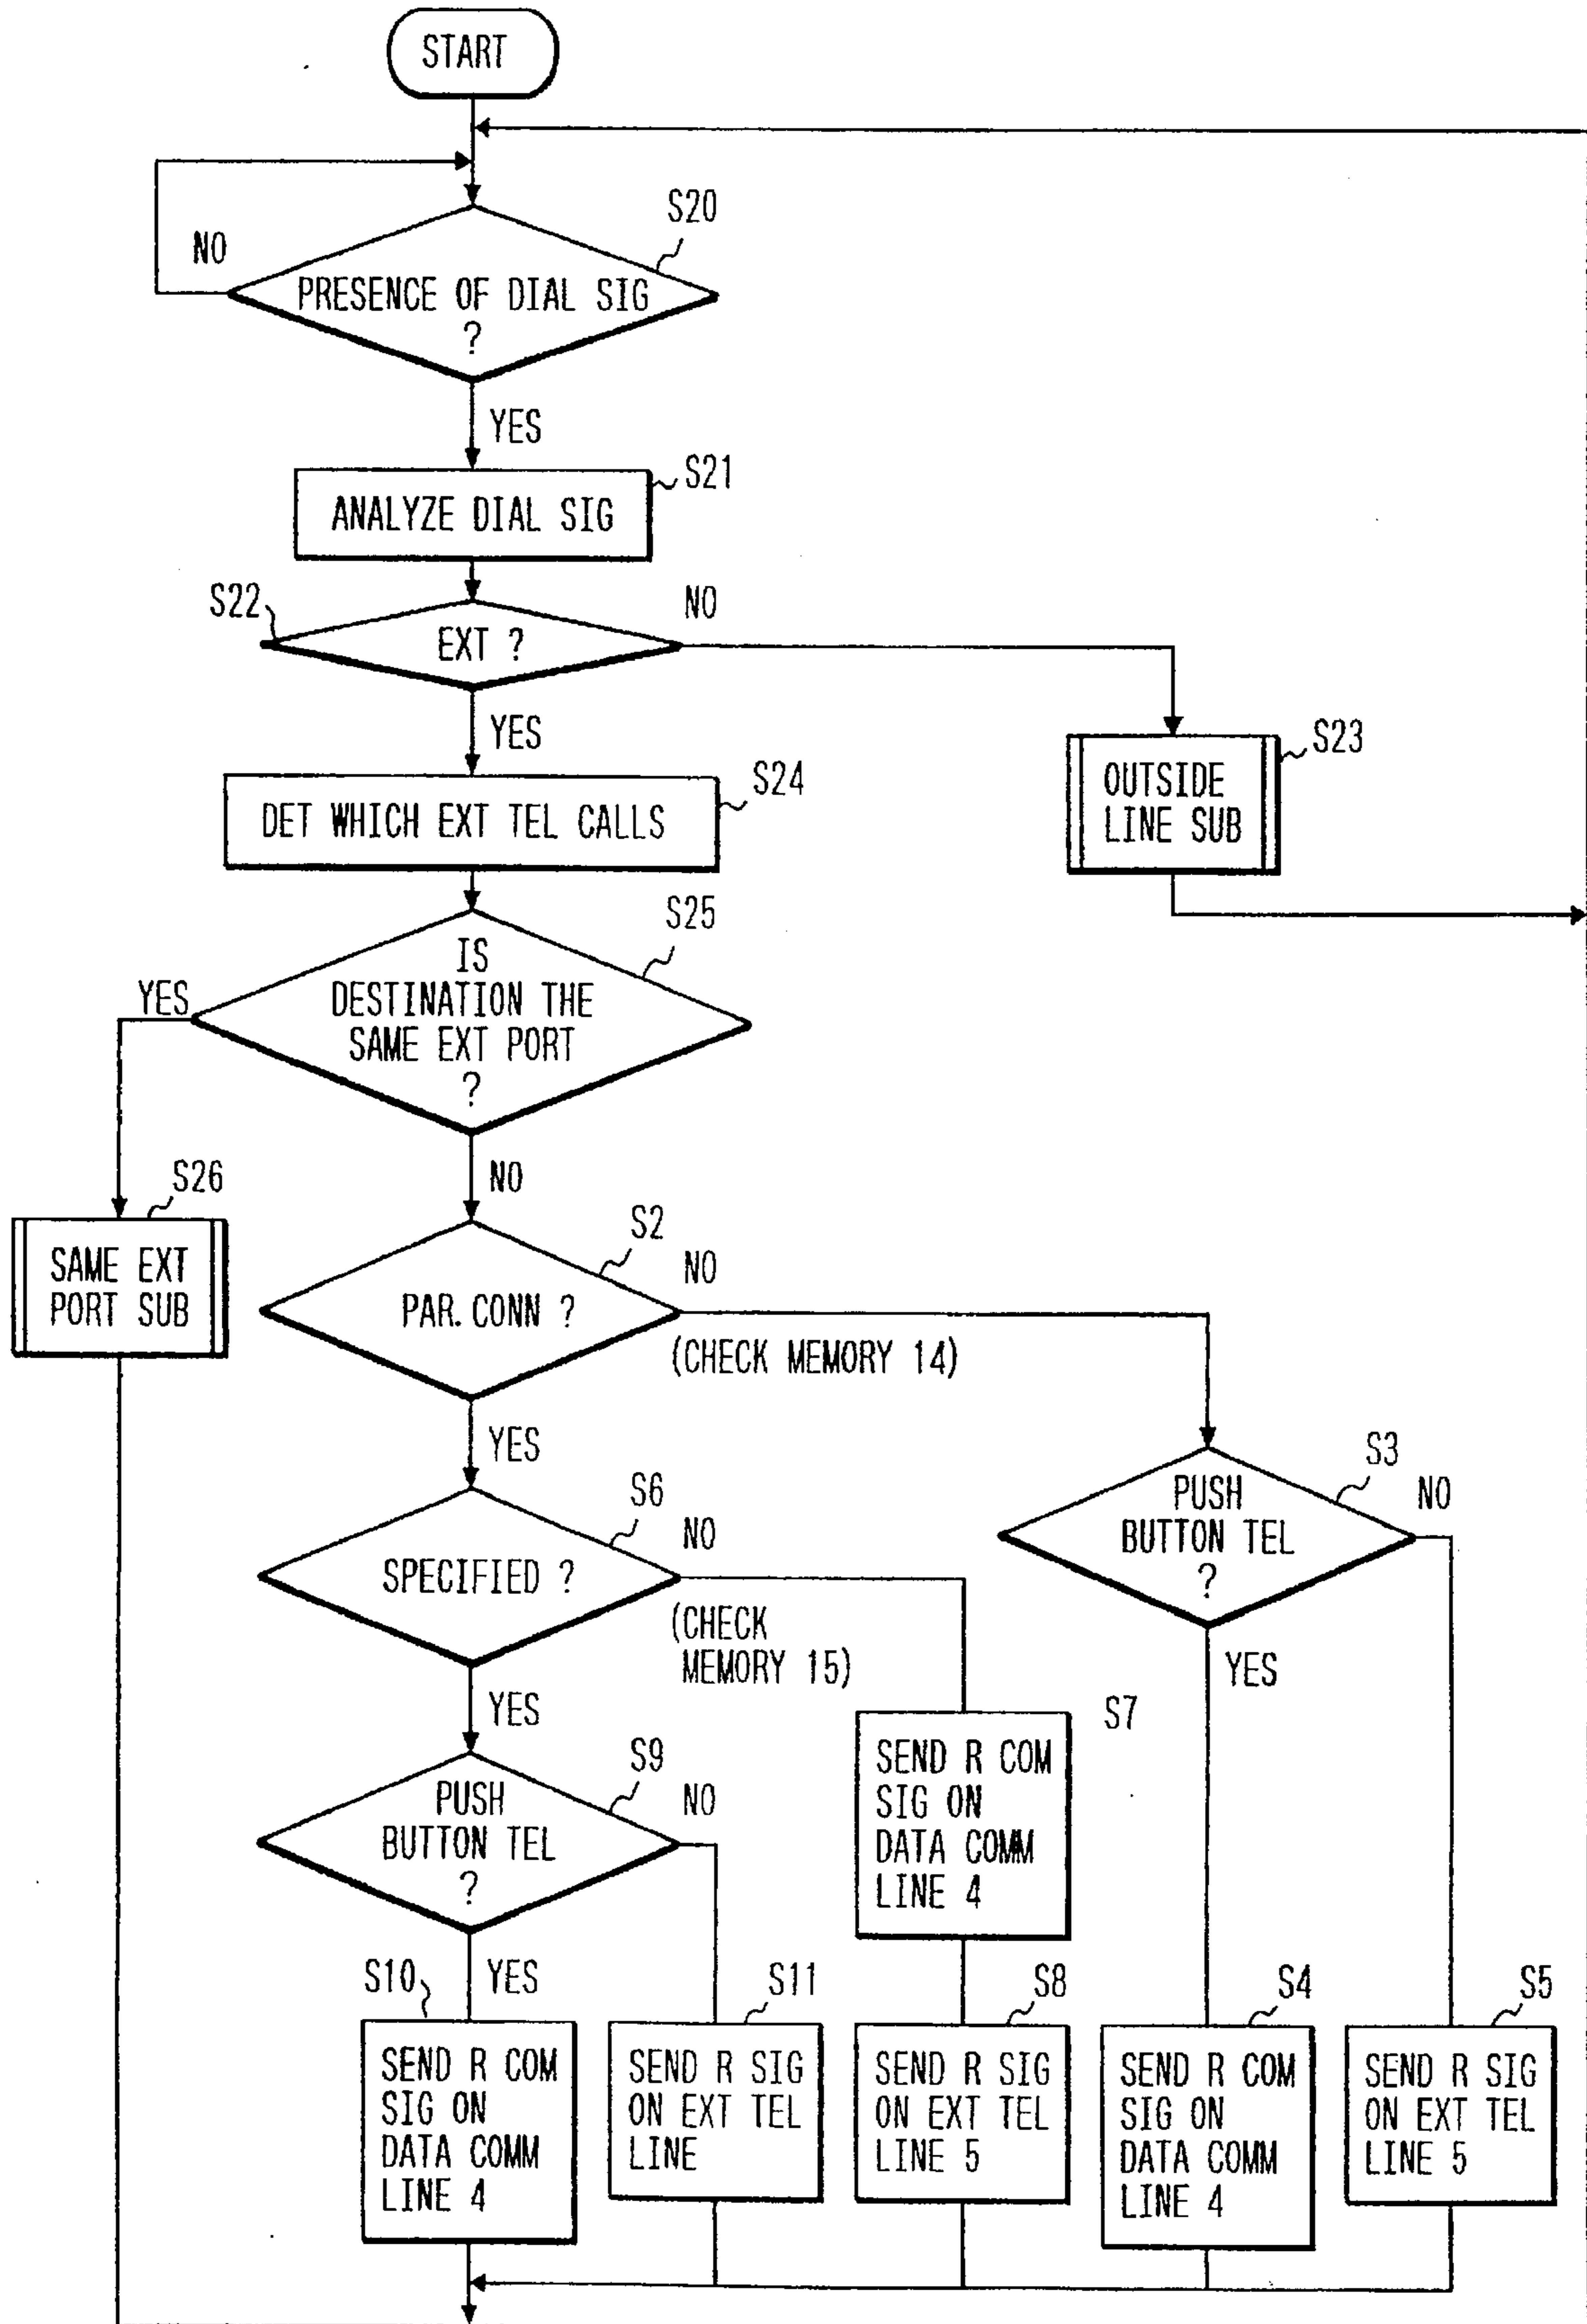 START
S20
NO
PRESENCE OF DIAL SIG
?
YES
S21
ANALYZE DIAL SIG
S22
NO
EXT ?
YES
S23
OUTSIDE
LINE SUB
S24
DET WHICH EXT TEL CALLS
S25
IS
DESTINATION THE
SAME EXT PORT
?
YES
NO
S26
SAME EXT
PORT SUB
S2
NO
PAR. CONN ?
(CHECK MEMORY 14)
YES
S3
NO
PUSH
BUTTON TEL
?
YES
S6
NO
SPECIFIED ?
(CHECK
MEMORY 15)
YES
S7
SEND R COM
SIG ON
DATA COMM
LINE 4
S9
NO
PUSH
BUTTON TEL
?
YES
S10
SEND R COM
SIG ON
DATA COMM
LINE 4
S11
SEND R SIG
ON EXT TEL
LINE
S8
SEND R SIG
ON EXT TEL
LINE 5
S4
SEND R COM
SIG ON
DATA COMM
LINE 4
S5
SEND R SIG
ON EXT TEL
LINE 5